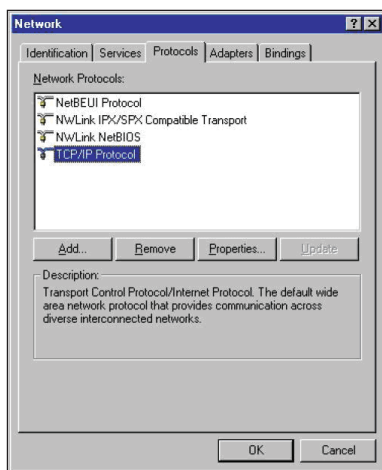 Network
Identification Services Protocols Adapters Bindings
Network Protocols:
NetBEUI Protocol
NWLink IPX/SPX Compatible Transport
NWLink NetBIOS
TCP/IP Protocol
Add... Remove Properties... Update
Description:
Transport Control Protocol/Internet Protocol. The default wide
area network protocol that provides communication across
diverse interconnected networks.
OK Cancel